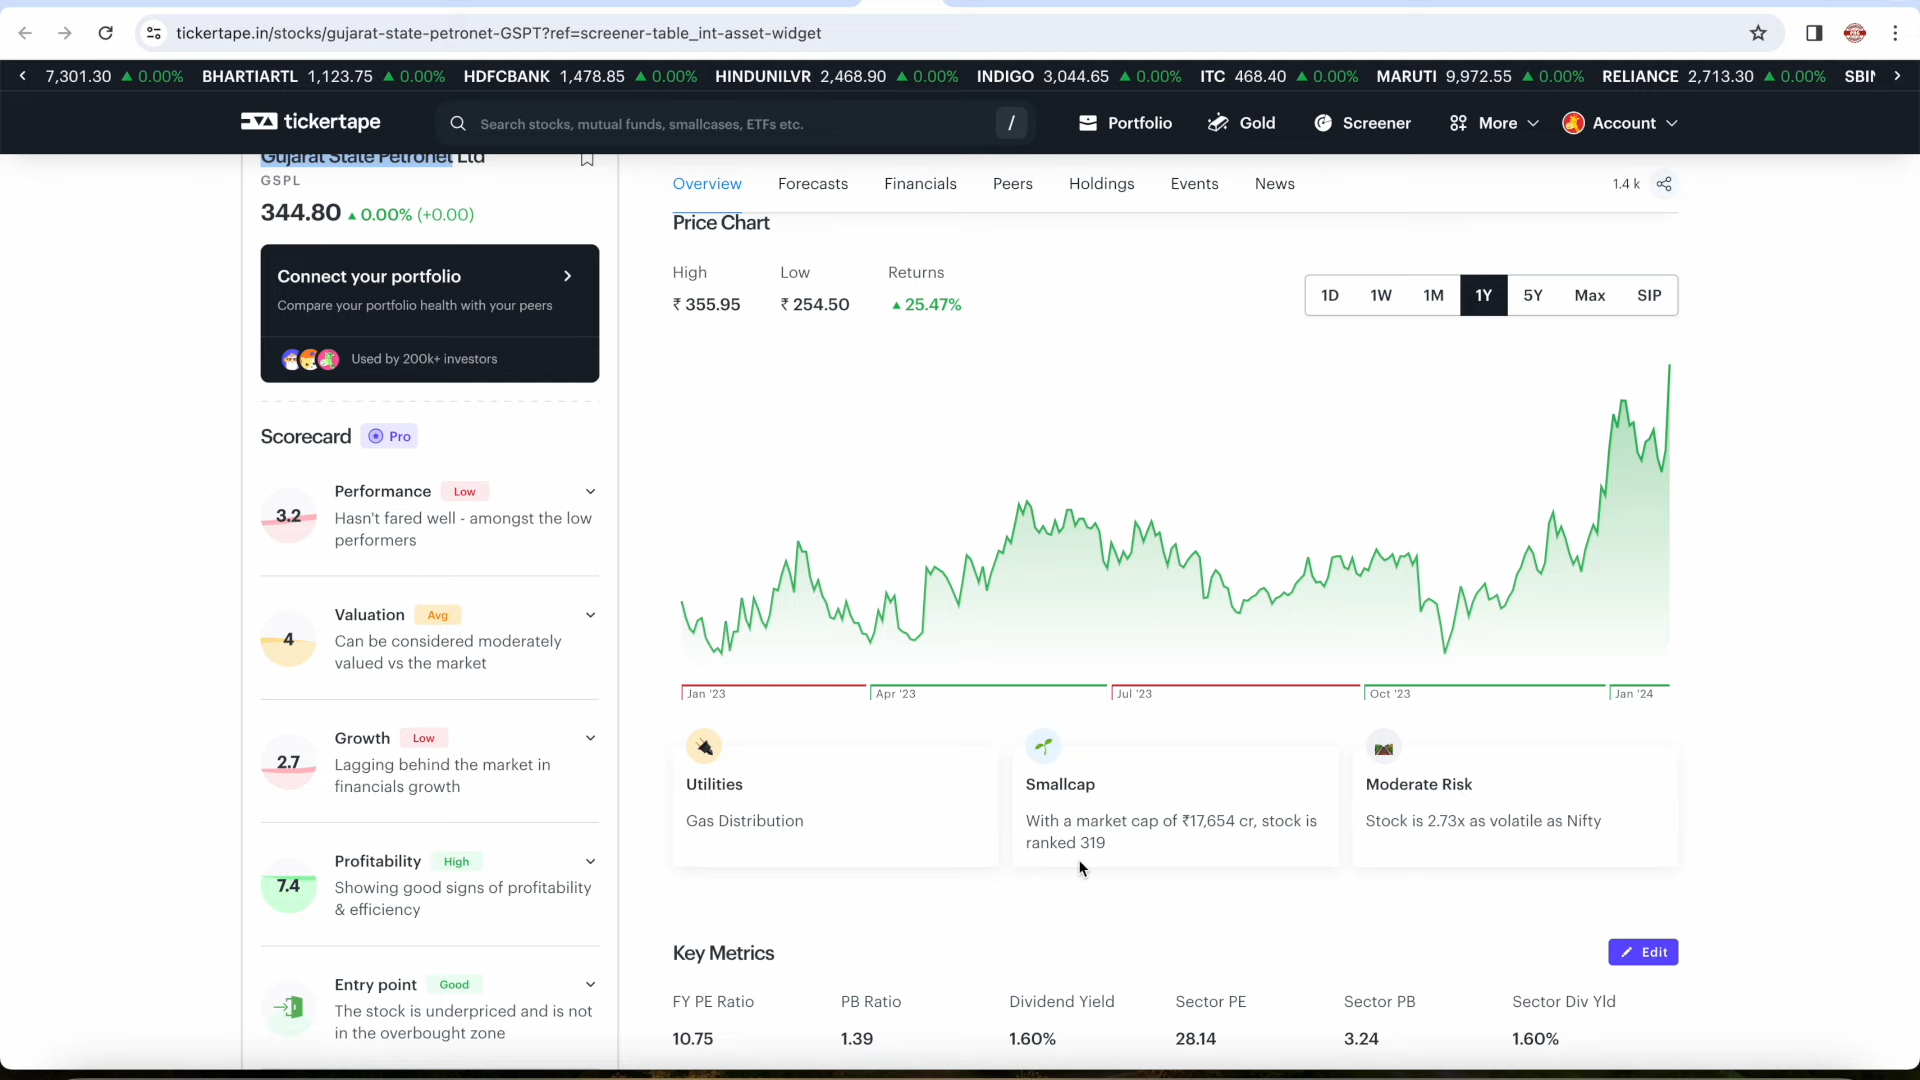 tickertape.in/stocks/gujarat-state-petronet-GSPT?ref=screener-table_int-asset-widget
7,301.30 ▲ 0.00% BHARTIARTL 1,123.75 ▲ 0.00% HDFCBANK 1,478.85 ▲ 0.00% HINDUNILVR 2,468.90 ▲ 0.00% INDIGO 3,044.65 ▲ 0.00% ITC 468.40 ▲ 0.00% MARUTI 9,972.55 ▲ 0.00% RELIANCE 2,713.30 ▲ 0.00% SBIN
tickertape Search stocks, mutual funds, smallcases, ETFs etc. / Portfolio Gold Screener More Account
Gujarat State Petronet Ltd
GSPL
344.80 ▲ 0.00% (+0.00)
Connect your portfolio
Compare your portfolio health with your peers
Used by 200k+ investors
Scorecard Pro
Performance Low
3.2
Hasn't fared well - amongst the low
performers
Valuation Avg
4
Can be considered moderately
valued vs the market
Growth Low
2.7
Lagging behind the market in
financials growth
Profitability High
7.4
Showing good signs of profitability
& efficiency
Entry point Good
The stock is underpriced and is not
in the overbought zone
Overview Forecasts Financials Peers Holdings Events News 1.4 k
Price Chart
High Low Returns
₹ 355.95 ₹ 254.50 ▲ 25.47%
1D 1W 1M 1Y 5Y Max SIP
Jan '23 Apr '23 Jul '23 Oct '23 Jan '24
Utilities
Gas Distribution
Smallcap
With a market cap of ₹17,654 cr, stock is
ranked 319
Moderate Risk
Stock is 2.73x as volatile as Nifty
Key Metrics Edit
FY PE Ratio PB Ratio Dividend Yield Sector PE Sector PB Sector Div Yld
10.75 1.39 1.60% 28.14 3.24 1.60%